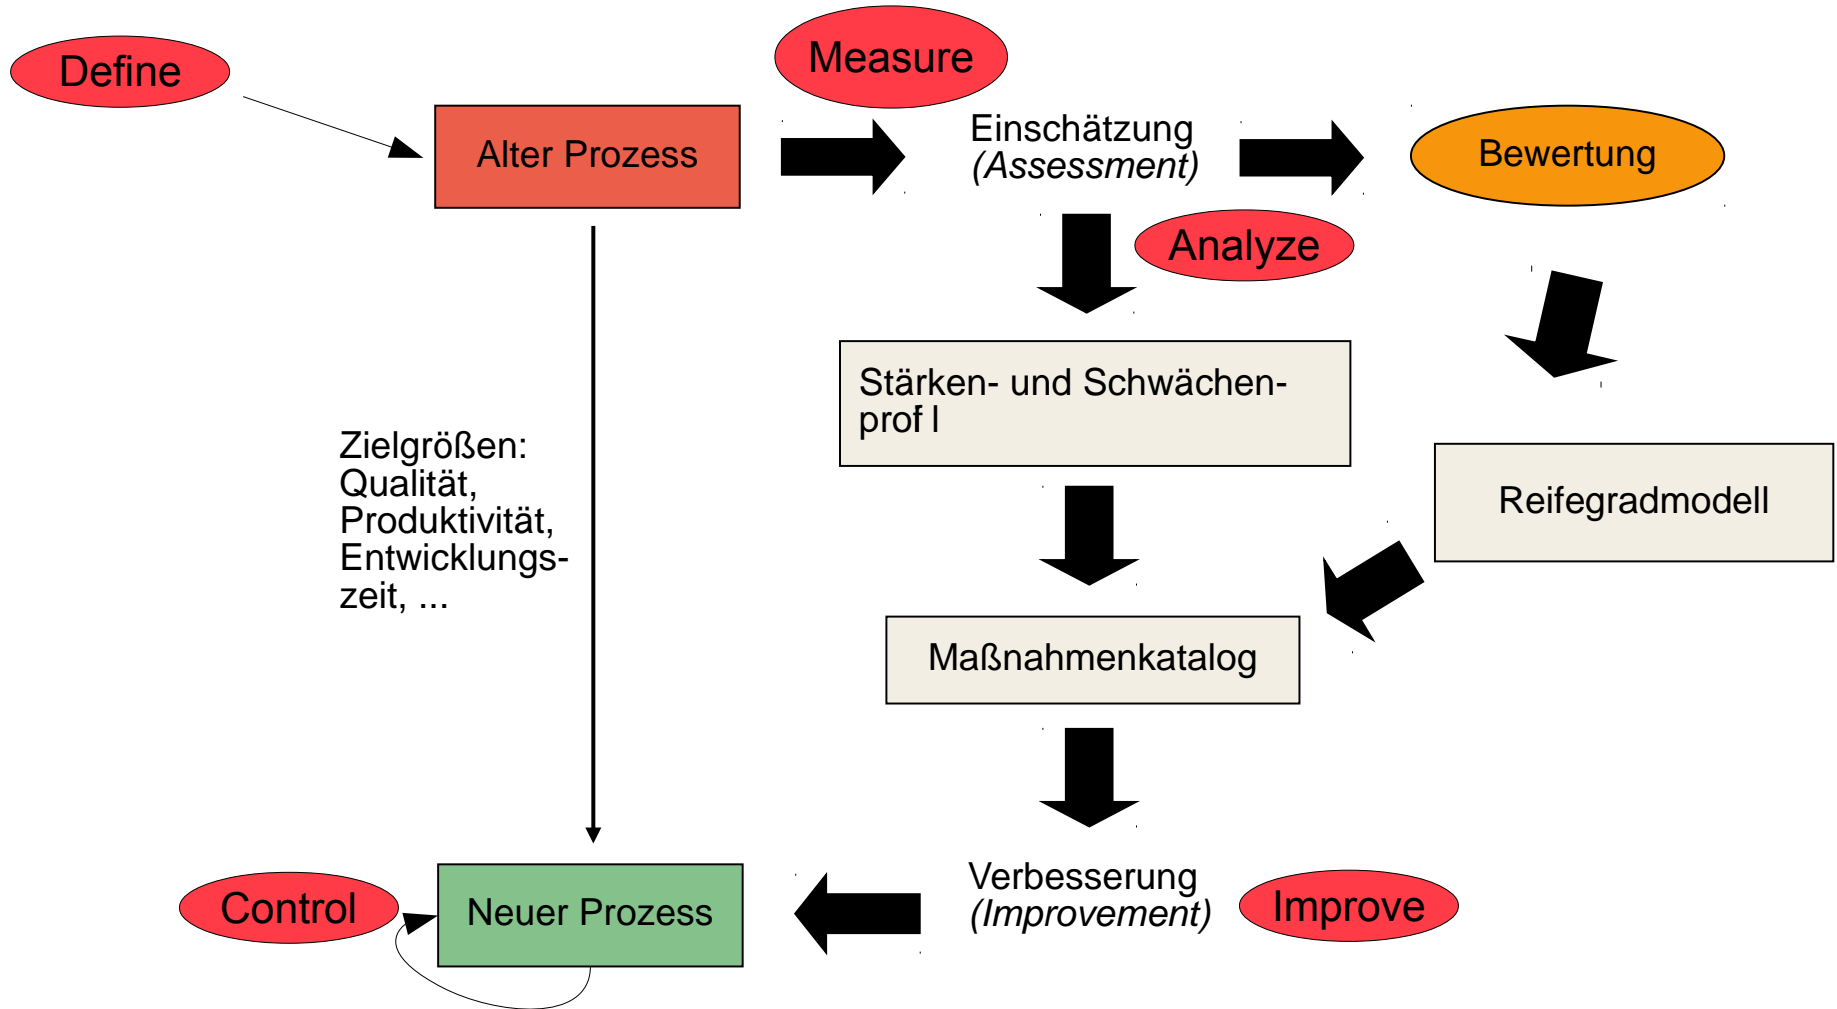 Define
Measure
Alter Prozess
Einschätzung
(Assessment)
Bewertung
Analyze
Stärken- und Schwächen-
prof l
Zielgrößen:
Qualität,
Produktivität,
Entwicklungs-
zeit, ...
Reifegradmodell
Maßnahmenkatalog
Verbesserung
(Improvement)
Improve
Control
Neuer Prozess